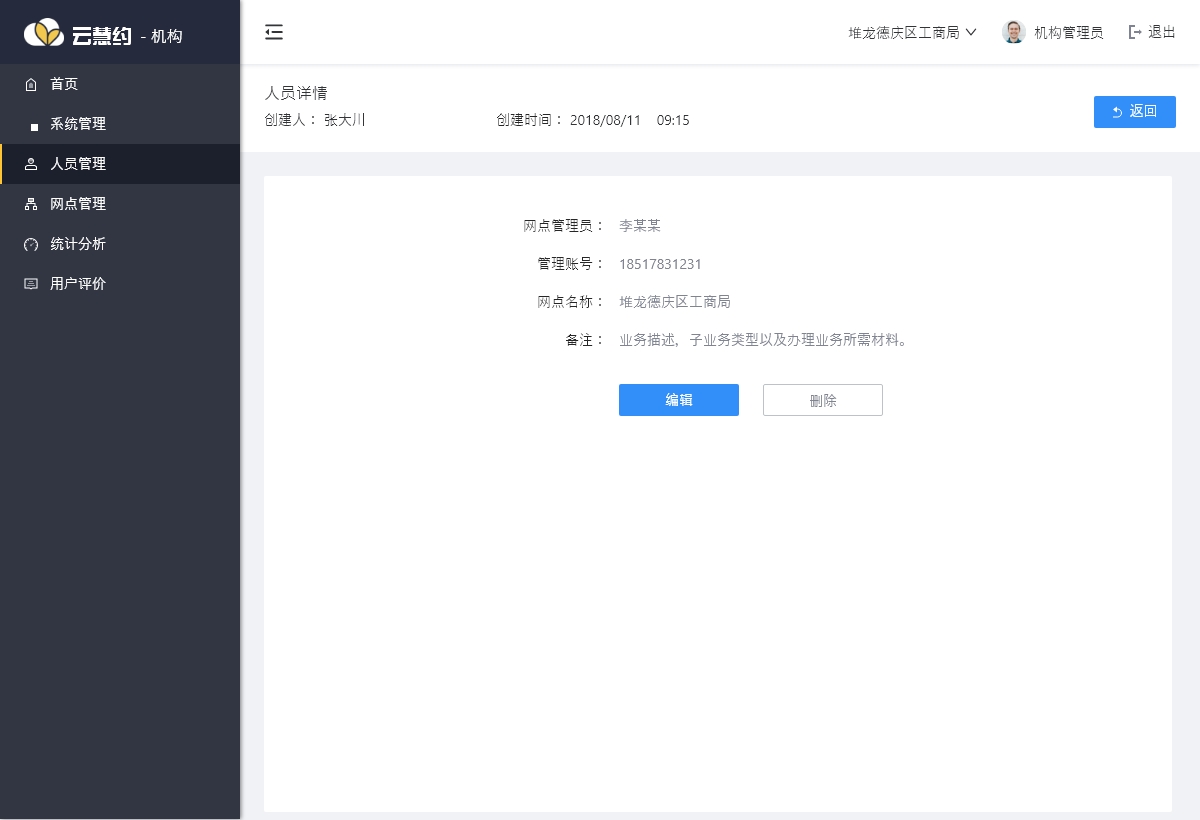 云慧约 - 机构
堆龙德庆区工商局
机构管理员
退出
首页
系统管理
人员管理
网点管理
统计分析
用户评价
人员详情
创建人： 张大川
创建时间： 2018/08/11 09:15
返回
网点管理员： 李某某
管理账号： 18517831231
网点名称： 堆龙德庆区工商局
备注： 业务描述，子业务类型以及办理业务所需材料。
编辑
删除